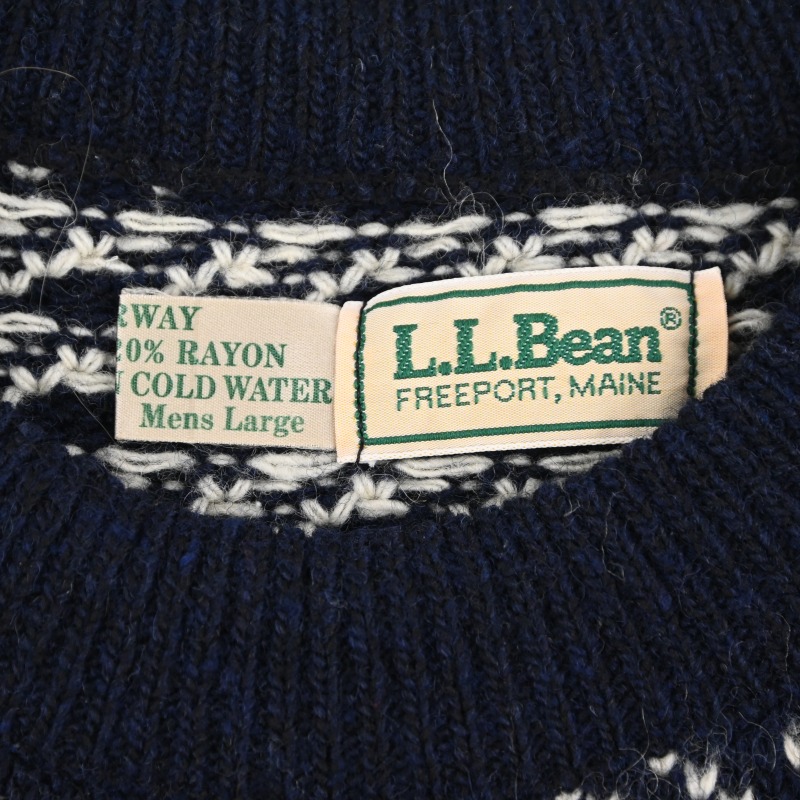 RWAY
20% RAYON
COLD WATER
Mens Large
L.L.Bean®
FREEPORT, MAINE